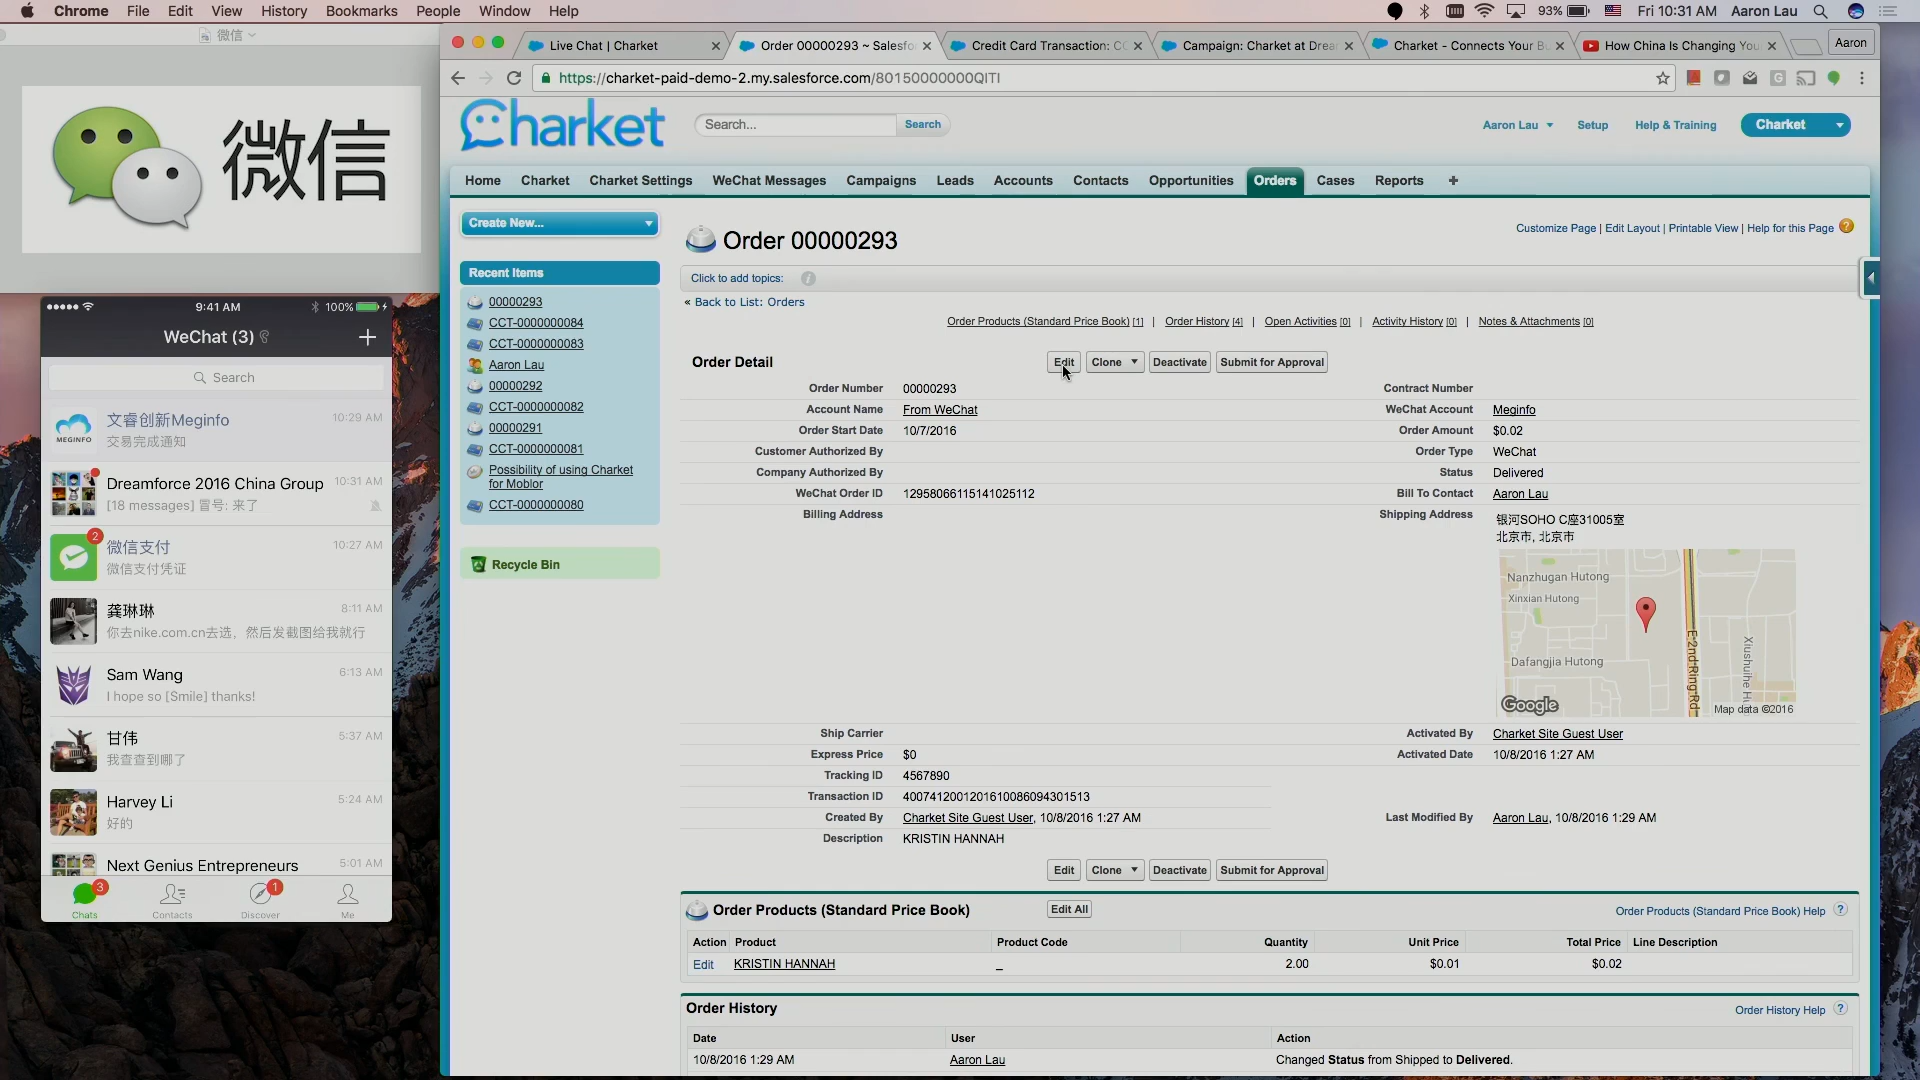 Chrome File Edit View History Bookmarks People Window Help
93% Fri 10:31 AM Aaron Lau
微信
微信
9:41 AM 100%
WeChat (3)
Search
文睿创新Meginfo 10:29 AM
MEGINFO
交易完成通知
Dreamforce 2016 China Group 10:31 AM
[18 messages] 冒号: 来了
2
微信支付 10:27 AM
微信支付凭证
龚琳琳 8:11 AM
你去nike.com.cn去选，然后发截图给我就行
Sam Wang 6:13 AM
I hope so [Smile] thanks!
甘伟 5:37 AM
我查查到哪了
Harvey Li 5:24 AM
好的
Next Genius Entrepreneurs 5:01 AM
3 1
Chats Contacts Discover Me
Live Chat | Charket
Order 00000293 ~ Salesfo
Credit Card Transaction: C
Campaign: Charket at Drea
Charket - Connects Your B
How China Is Changing You
Aaron
https://charket-paid-demo-2.my.salesforce.com/80150000000QITI
Charket
Search... Search
Aaron Lau Setup Help & Training Charket
Home Charket Charket Settings WeChat Messages Campaigns Leads Accounts Contacts Opportunities Orders Cases Reports +
Create New...
Recent Items
00000293
CCT-0000000084
CCT-0000000083
Aaron Lau
00000292
CCT-0000000082
00000291
CCT-0000000081
Possibility of using Charket
for Moblor
CCT-0000000080
Recycle Bin
Order 00000293
Customize Page | Edit Layout | Printable View | Help for this Page
Click to add topics:
« Back to List: Orders
Order Products (Standard Price Book) [1] | Order History [4] | Open Activities [0] | Activity History [0] | Notes & Attachments [0]
Order Detail Edit Clone Deactivate Submit for Approval
Order Number 00000293 Contract Number
Account Name From WeChat WeChat Account Meginfo
Order Start Date 10/7/2016 Order Amount $0.02
Customer Authorized By Order Type WeChat
Company Authorized By Status Delivered
WeChat Order ID 12958066115141025112 Bill To Contact Aaron Lau
Billing Address Shipping Address 银河SOHO C座31005室
北京市, 北京市
Nanzhugan Hutong
Xinxian Hutong
Dafangjia Hutong
E 2nd Ring Rd
Xiushuihe Hu
Google Map data ©2016
Ship Carrier Activated By Charket Site Guest User
Express Price $0 Activated Date 10/8/2016 1:27 AM
Tracking ID 4567890
Transaction ID 4007412001201610086094301513
Created By Charket Site Guest User, 10/8/2016 1:27 AM Last Modified By Aaron Lau, 10/8/2016 1:29 AM
Description KRISTIN HANNAH
Edit Clone Deactivate Submit for Approval
Order Products (Standard Price Book) Edit All Order Products (Standard Price Book) Help ?
Action Product Product Code Quantity Unit Price Total Price Line Description
Edit KRISTIN HANNAH _ 2.00 $0.01 $0.02
Order History Order History Help ?
Date User Action
10/8/2016 1:29 AM Aaron Lau Changed Status from Shipped to Delivered.